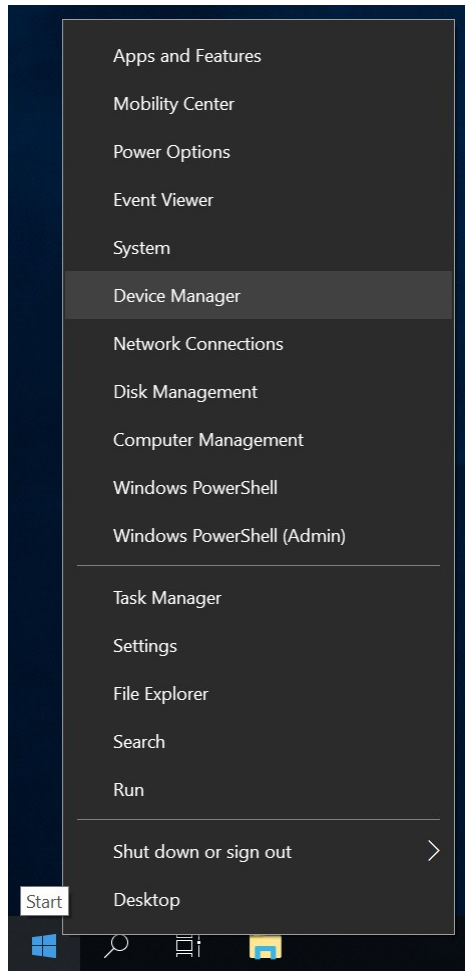 Apps and Features
Mobility Center
Power Options
Event Viewer
System
Device Manager
Network Connections
Disk Management
Computer Management
Windows PowerShell
Windows PowerShell (Admin)
Task Manager
Settings
File Explorer
Search
Run
Shut down or sign out
Desktop
Start